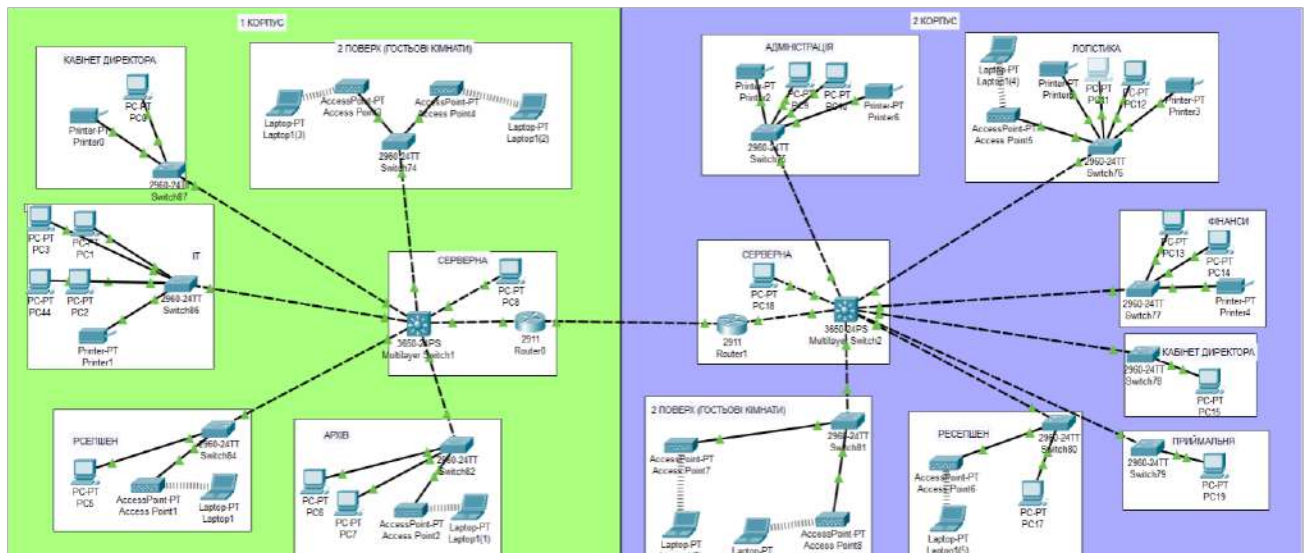 1 КОРПУС
КАБІНЕТ ДИРЕКТОРА
PC-PT
Printer-PT
Printer0
2960-24TT
Switch87
2 ПОВЕРХ (ГОСТЬОВІ КІМНАТИ)
AccessPoint-PT
Laptop-PT
Laptop1(3)
AccessPoint-PT
Access Point4
Laptop-PT
Laptop1(2)
2960-24TT
Switch74
IT
PC-PT
PC3
PC-PT
PC1
PC-PT
PC44
PC-PT
PC2
2960-24TT
Switch86
Printer-PT
Printer1
СЕРВЕРНА
PC-PT
PC8
3650-24PS
Multilayer Switch1
2911
Router0
РСЕПШЕН
2960-24TT
Switch84
PC-PT
PC5
AccessPoint-PT
Access Point1
Laptop-PT
Laptop1
АРХІВ
2960-24TT
Switch82
PC-PT
PC6
PC-PT
PC7
AccessPoint-PT
Access Point2
Laptop-PT
Laptop1(1)
2 КОРПУС
АДМІНІСТРАЦІЯ
Printer-PT
Printer2
PC-PT
PC9
PC-PT
Printer-PT
Printer6
2960-24TT
ЛОГІСТИКА
Laptop-PT
Laptop1(4)
Printer-PT
PC-PT
PC-PT
PC12
Printer-PT
Printer3
AccessPoint-PT
Access Point5
2960-24TT
Switch76
СЕРВЕРНА
PC-PT
PC18
2911
Router1
3650-24PS
Multilayer Switch2
ФІНАНСИ
PC-PT
PC13
PC-PT
PC14
2960-24TT
Switch77
Printer-PT
Printer4
КАБІНЕТ ДИРЕКТОРА
2960-24TT
Switch78
PC-PT
PC15
2 ПОВЕРХ (ГОСТЬОВІ КІМНАТИ)
2960-24TT
Switch81
AccessPoint-PT
Access Point7
Laptop-PT
Laptop-PT
AccessPoint-PT
Access Point8
РЕСЕПШЕН
2960-24TT
Switch80
AccessPoint-PT
Access Point6
Laptop-PT
Laptop1(5)
PC-PT
PC17
ПРИЙМАЛЬНЯ
2960-24TT
Switch79
PC-PT
PC19